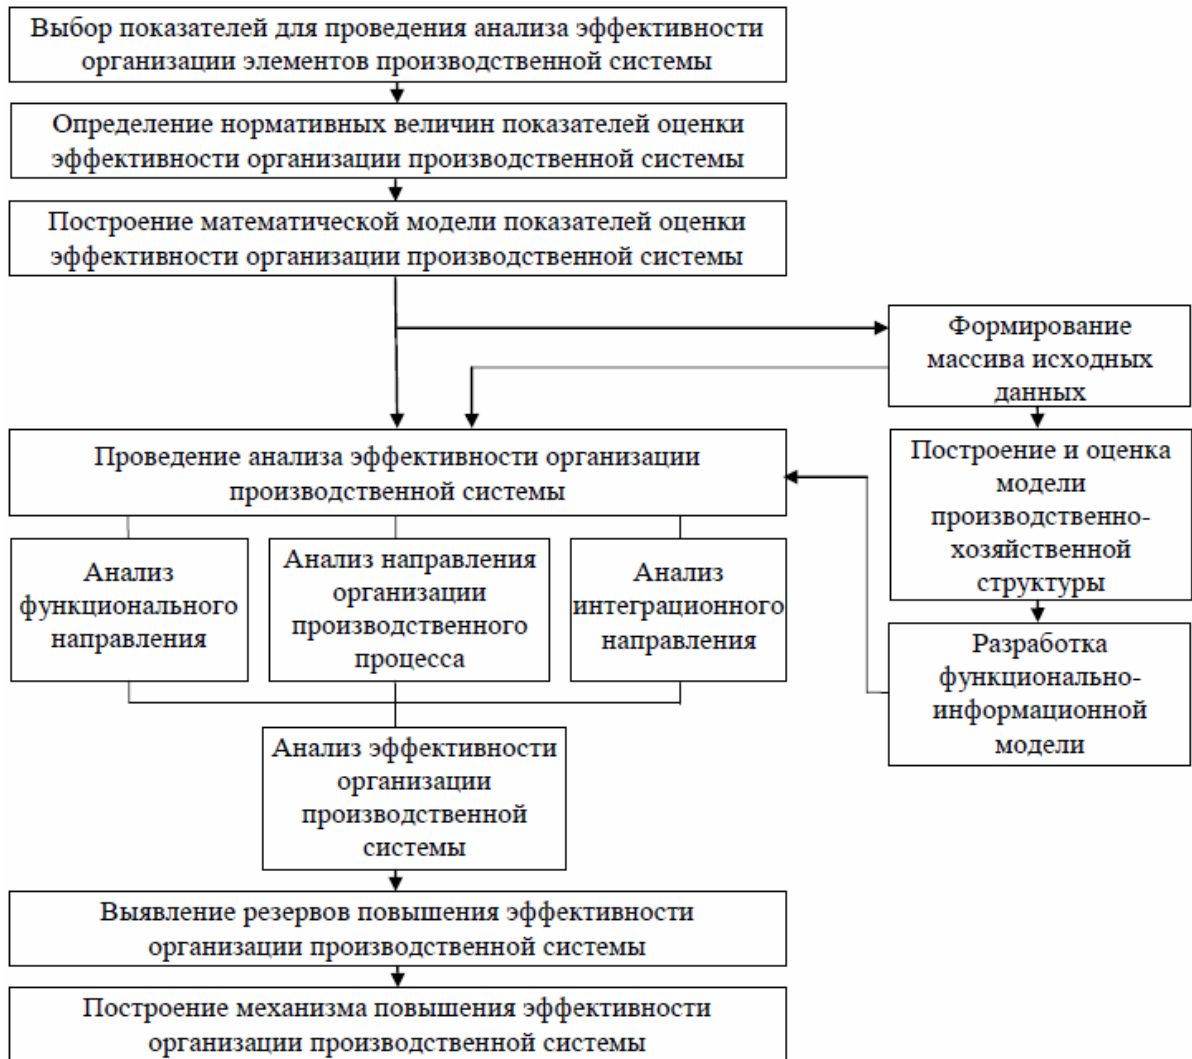 Выбор показателей для проведения анализа эффективности
организации элементов производственной системы
Определение нормативных величин показателей оценки
эффективности организации производственной системы
Построение математической модели показателей оценки
эффективности организации производственной системы
Формирование
массива исходных
данных
Проведение анализа эффективности организации
производственной системы
Построение и оценка
модели
производственно-
хозяйственной
структуры
Анализ
функционального
направления
Анализ направления
организации
производственного
процесса
Анализ
интеграционного
направления
Разработка
функционально-
информационной
модели
Анализ эффективности
организации
производственной
системы
Выявление резервов повышения эффективности
организации производственной системы
Построение механизма повышения эффективности
организации производственной системы